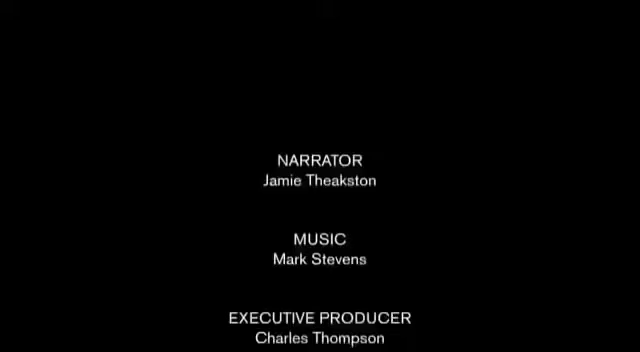 NARRATOR
Jamie Theakston
MUSIC
Mark Stevens
EXECUTIVE PRODUCER
Charles Thompson